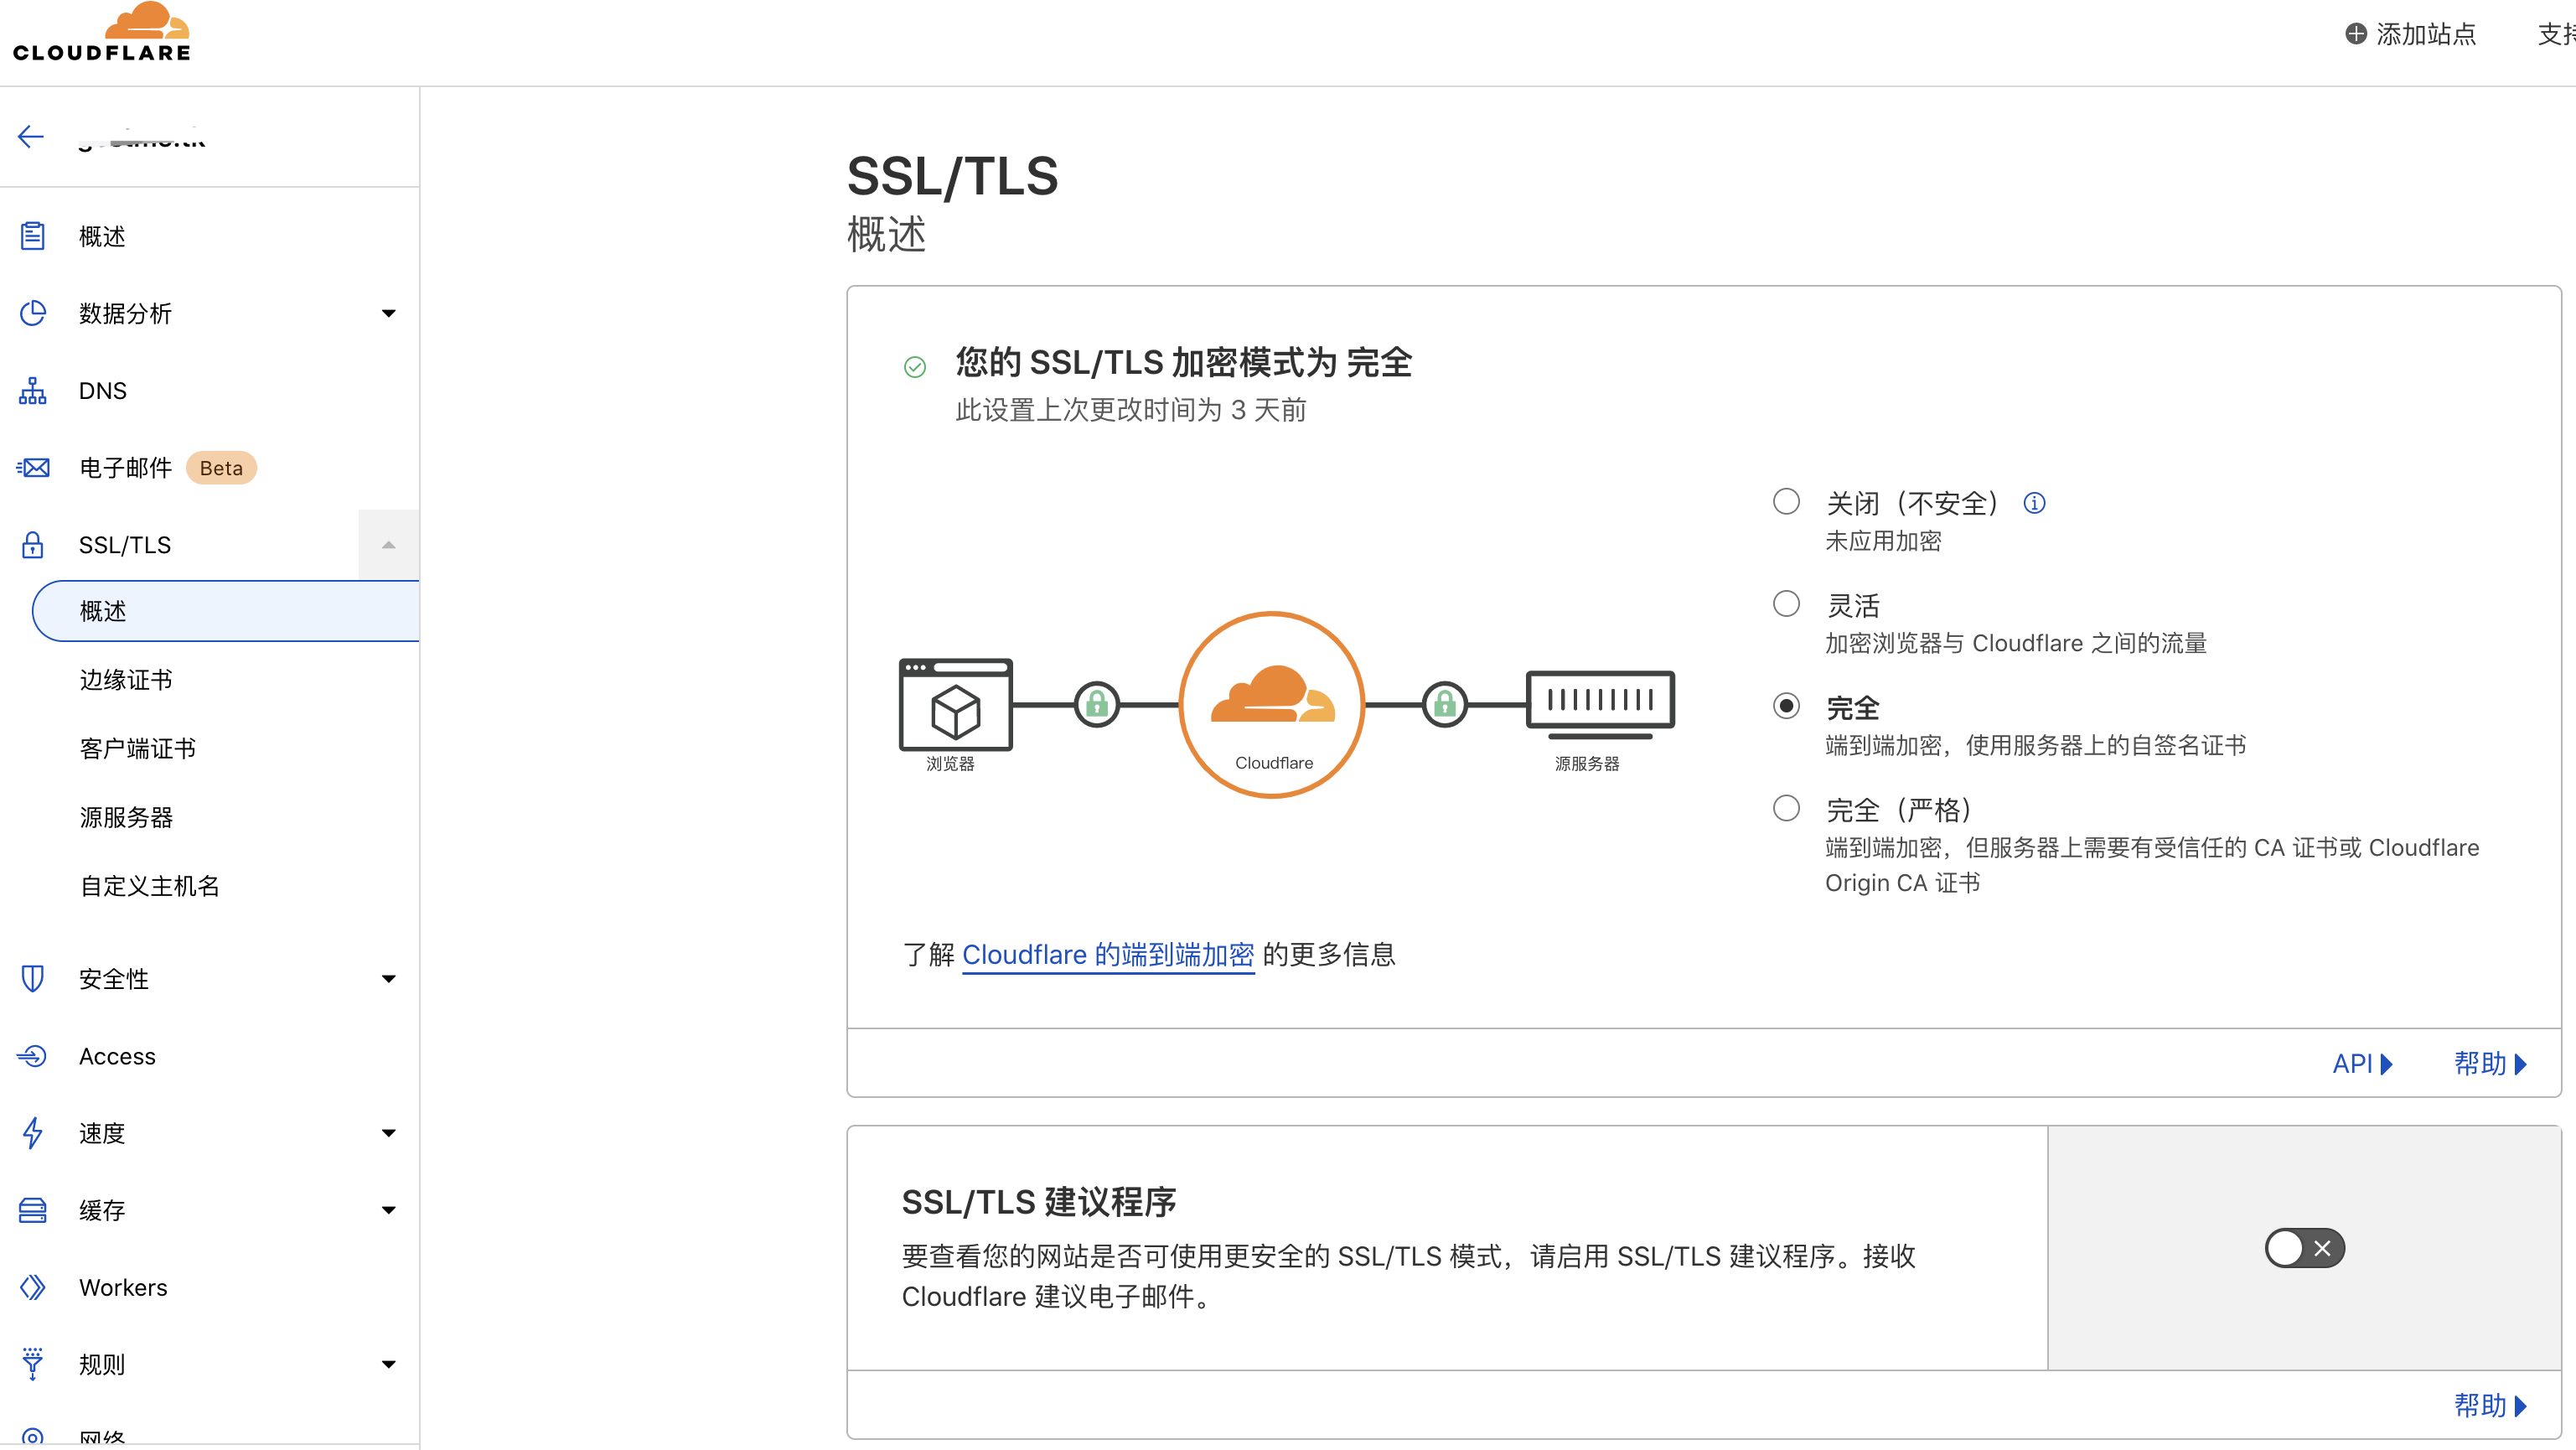 CLOUDFLARE
添加站点
概述
数据分析
DNS
电子邮件 Beta
SSL/TLS
概述
边缘证书
客户端证书
源服务器
自定义主机名
安全性
Access
速度
缓存
Workers
规则
网络
SSL/TLS
概述
您的 SSL/TLS 加密模式为 完全
此设置上次更改时间为 3 天前
浏览器
Cloudflare
源服务器
关闭（不安全）
未应用加密
灵活
加密浏览器与 Cloudflare 之间的流量
完全
端到端加密，使用服务器上的自签名证书
完全（严格）
端到端加密，但服务器上需要有受信任的 CA 证书或 Cloudflare
Origin CA 证书
了解 Cloudflare 的端到端加密 的更多信息
API
帮助
SSL/TLS 建议程序
要查看您的网站是否可使用更安全的 SSL/TLS 模式，请启用 SSL/TLS 建议程序。接收
Cloudflare 建议电子邮件。
帮助